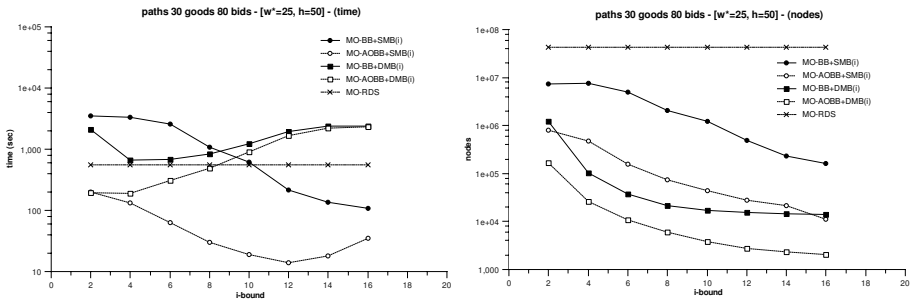 paths 30 goods 80 bids - [w*=25, h=50] - (time)
1e+05
1e+04
1,000
100
10
time (sec)
0 2 4 6 8 10 12 14 16 18 20
i-bound
MO-BB+SMB(i)
MO-AOBB+SMB(i)
MO-BB+DMB(i)
MO-AOBB+DMB(i)
MO-RDS
paths 30 goods 80 bids - [w*=25, h=50] - (nodes)
1e+08
1e+07
1e+06
1e+05
1e+04
1,000
nodes
0 2 4 6 8 10 12 14 16 18 20
i-bound
MO-BB+SMB(i)
MO-AOBB+SMB(i)
MO-BB+DMB(i)
MO-AOBB+DMB(i)
MO-RDS